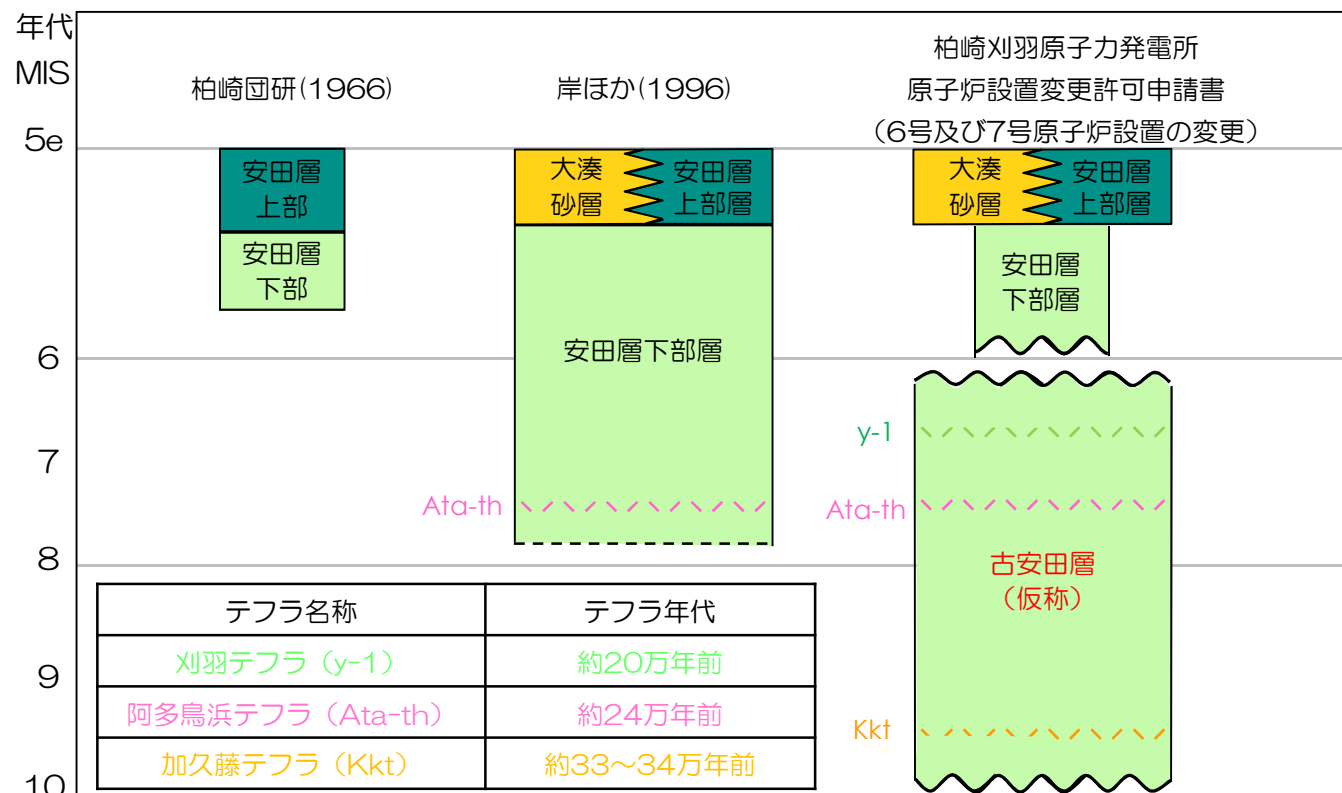 年代
MIS
柏崎団研(1966)
岸ほか(1996)
柏崎刈羽原子力発電所
原子炉設置変更許可申請書
（6号及び7号原子炉設置の変更）
5e
安田層
上部
安田層
下部
大湊
砂層
安田層
上部層
安田層下部層
Ata-th
大湊
砂層
安田層
上部層
安田層
下部層
y-1
Ata-th
古安田層
（仮称）
Kkt
6
7
8
9
10
テフラ名称 テフラ年代
刈羽テフラ（y-1） 約20万年前
阿多鳥浜テフラ（Ata-th） 約24万年前
加久藤テフラ（Kkt） 約33～34万年前